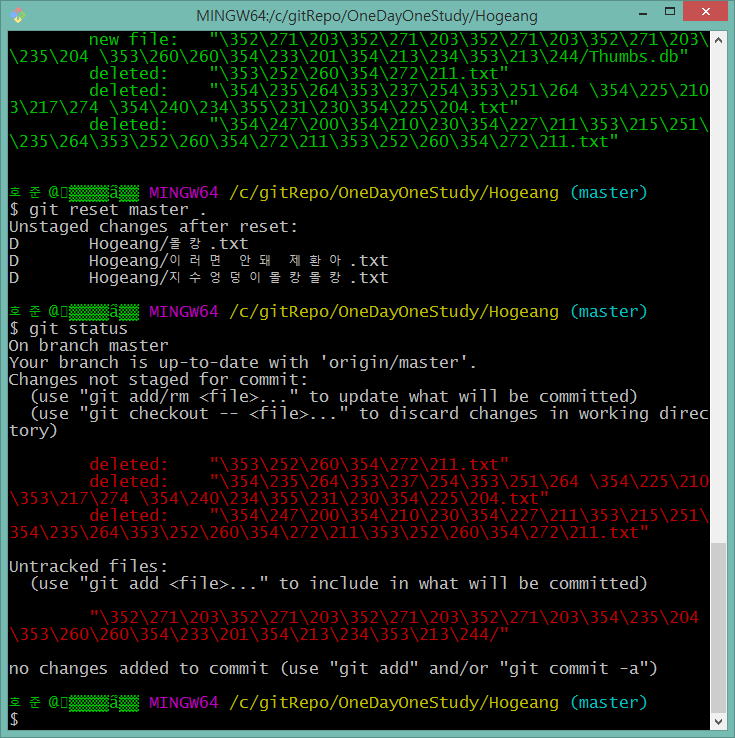 MINGW64:/c/gitRepo/OneDayOneStudy/Hogeang
new file:   "\352\271\203\352\271\203\352\271\203\352\271\203\
\235\204 \353\260\260\354\233\201\354\213\234\353\213\244/Thumbs.db"
deleted:    "\353\252\260\354\272\211.txt"
deleted:    "\354\235\264\353\237\254\353\251\264 \354\225\210
3\217\274 \354\240\234\355\231\230\354\225\204.txt"
deleted:    "\354\247\200\354\210\230\354\227\211\353\215\251\
\235\264\353\252\260\354\272\211\353\252\260\354\272\211.txt"
호준@ MINGW64 /c/gitRepo/OneDayOneStudy/Hogeang (master)
$ git reset master .
Unstaged changes after reset:
D       Hogeang/몰캉.txt
D       Hogeang/이러면 안돼 제환아.txt
D       Hogeang/지수엉덩이몰캉몰캉.txt
호준@ MINGW64 /c/gitRepo/OneDayOneStudy/Hogeang (master)
$ git status
On branch master
Your branch is up-to-date with 'origin/master'.
Changes not staged for commit:
  (use "git add/rm <file>..." to update what will be committed)
  (use "git checkout -- <file>..." to discard changes in working direc
tory)
deleted:    "\353\252\260\354\272\211.txt"
deleted:    "\354\235\264\353\237\254\353\251\264 \354\225\210
\353\217\274 \354\240\234\355\231\230\354\225\204.txt"
deleted:    "\354\247\200\354\210\230\354\227\211\353\215\251\
354\235\264\353\252\260\354\272\211\353\252\260\354\272\211.txt"
Untracked files:
  (use "git add <file>..." to include in what will be committed)
"\352\271\203\352\271\203\352\271\203\352\271\203\354\235\204
\353\260\260\354\233\201\354\213\234\353\213\244/"
no changes added to commit (use "git add" and/or "git commit -a")
호준@ MINGW64 /c/gitRepo/OneDayOneStudy/Hogeang (master)
$